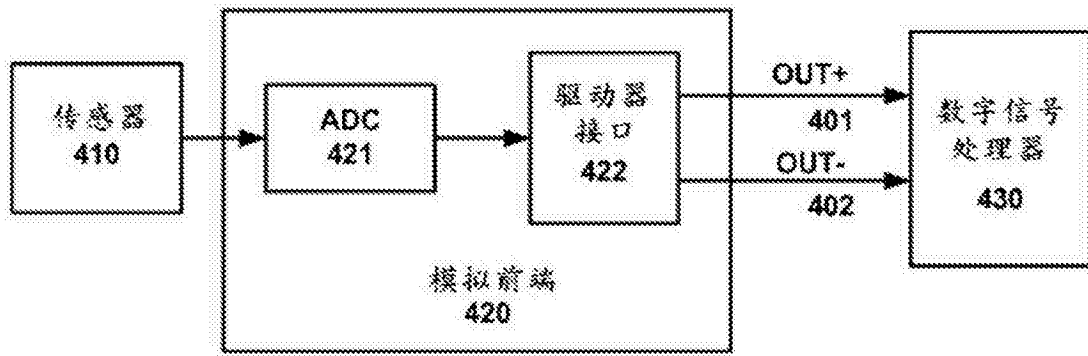 传感器
410
ADC
421
驱动器
接口
422
模拟前端
420
OUT+
401
OUT-
402
数字信号
处理器
430